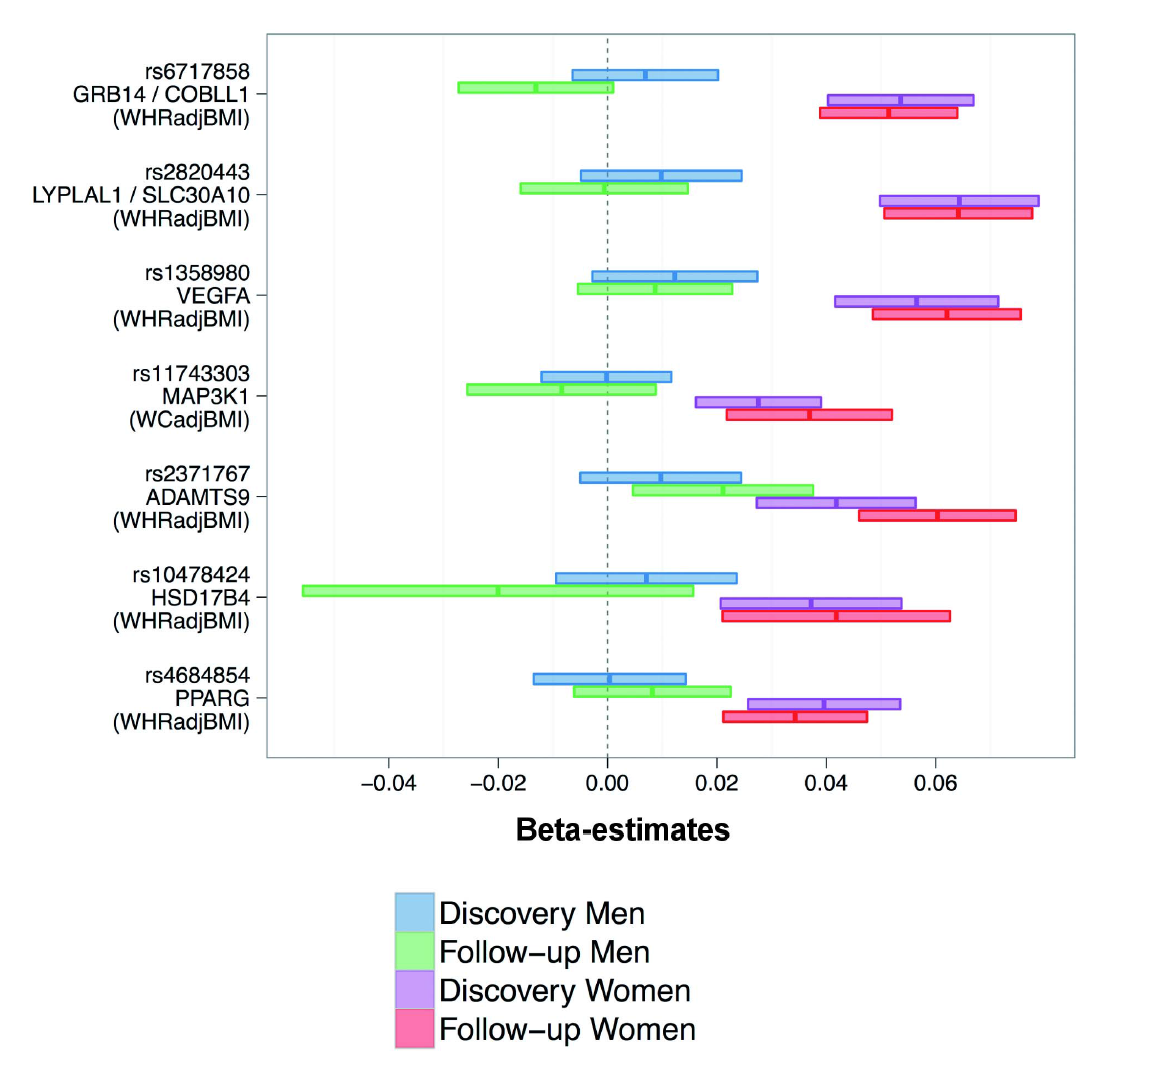 rs6717858
GRB14 / COBLL1
(WHRadjBMI)
rs2820443
LYPLAL1 / SLC30A10
(WHRadjBMI)
rs1358980
VEGFA
(WHRadjBMI)
rs11743303
MAP3K1
(WCadjBMI)
rs2371767
ADAMTS9
(WHRadjBMI)
rs10478424
HSD17B4
(WHRadjBMI)
rs4684854
PPARG
(WHRadjBMI)
−0.04 −0.02 0.00 0.02 0.04 0.06
Beta-estimates
Discovery Men
Follow−up Men
Discovery Women
Follow−up Women